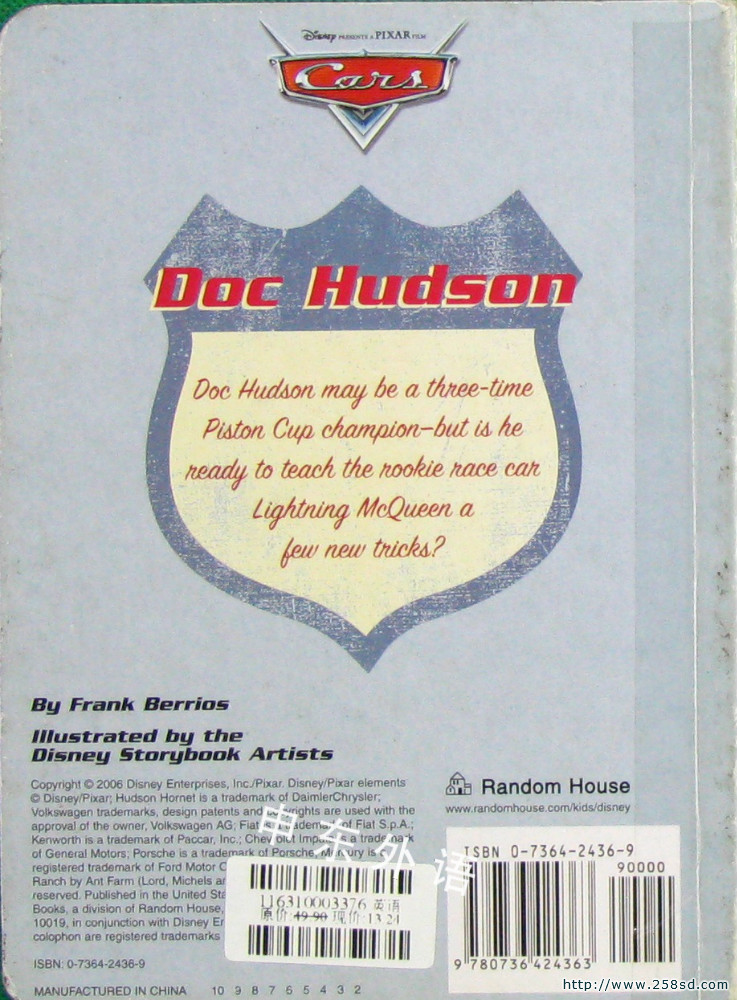 Disney PRESENTS A PIXAR FILM
Cars
Doc Hudson
Doc Hudson may be a three-time
Piston Cup champion—but is he
ready to teach the rookie race car
Lightning McQueen a
few new tricks?
By Frank Berrios
Illustrated by the
Disney Storybook Artists
Copyright © 2006 Disney Enterprises, Inc./Pixar. Disney/Pixar elements
© Disney/Pixar; Hudson Hornet is a trademark of DaimlerChrysler;
Volkswagen trademarks, design patents and copyrights are used with the
approval of the owner, Volkswagen AG; Fiat is a trademark of Fiat S.p.A.;
Kenworth is a trademark of Paccar, Inc.; Chevrolet Impala is a trademark
of General Motors; Porsche is a trademark of Porsche; Mercury is a
registered trademark of Ford Motor C
Ranch by Ant Farm (Lord, Michels ar
reserved. Published in the United Sta
Books, a division of Random House,
10019, in conjunction with Disney Er
colophon are registered trademarks
ISBN: 0-7364-2436-9
MANUFACTURED IN CHINA 10 9 8 7 6 5 4 3 2
申东外语
116310003376 英语
原价:49.90 现价:13.24
Random House
www.randomhouse.com/kids/disney
ISBN 0-7364-2436-9
90000
9 780736 424363
http://www.258sd.com